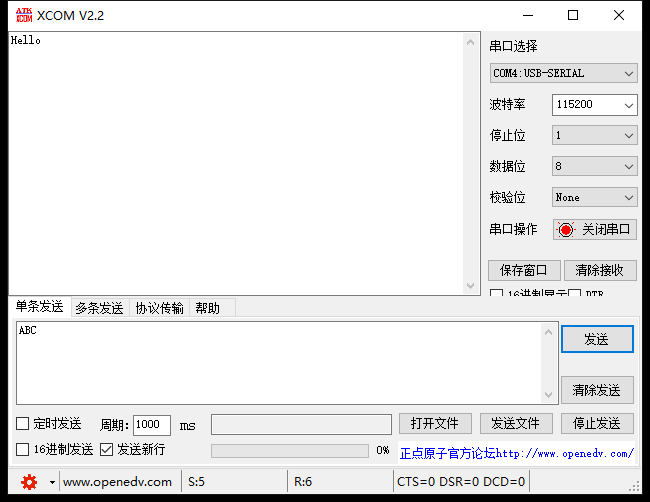 ATK
XCOM XCOM V2.2
Hello
串口选择
COM4:USB-SERIAL
波特率 115200
停止位 1
数据位 8
校验位 None
串口操作 关闭串口
保存窗口 清除接收
16进制显示 DTR
单条发送 多条发送 协议传输 帮助
ABC
发送
清除发送
定时发送 周期: 1000 ms 打开文件 发送文件 停止发送
16进制发送 发送新行 0% 正点原子官方论坛http://www.openedv.com/
www.openedv.com S:5 R:6 CTS=0 DSR=0 DCD=0